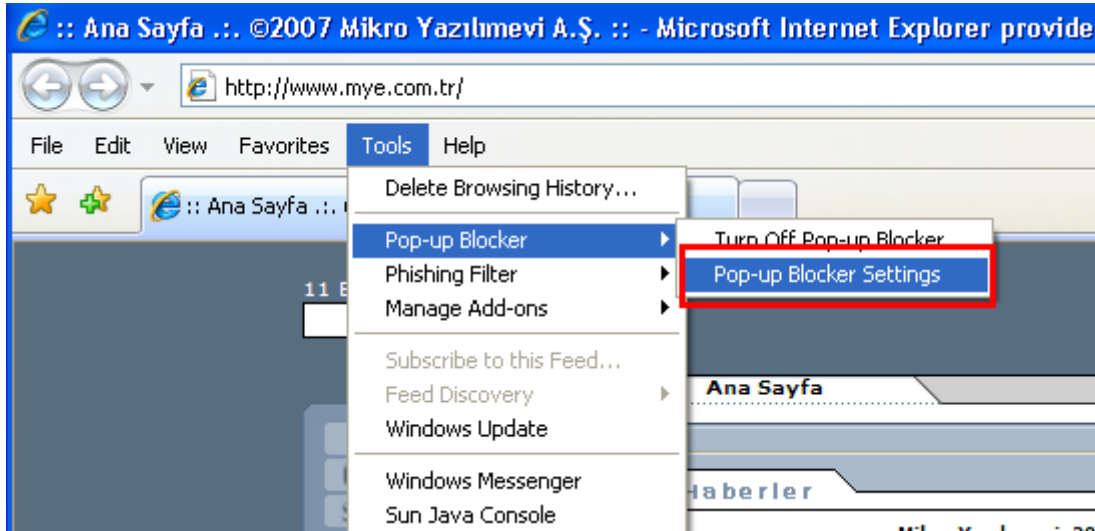 :: Ana Sayfa .:. ©2007 Mikro Yazılımevi A.Ş. :: - Microsoft Internet Explorer provide
http://www.mye.com.tr/
File Edit View Favorites Tools Help
:: Ana Sayfa .:.
Delete Browsing History...
Pop-up Blocker
Turn Off Pop-up Blocker
Phishing Filter
Pop-up Blocker Settings
11
Manage Add-ons
Subscribe to this Feed...
Feed Discovery
Ana Sayfa
Windows Update
Windows Messenger
Haberler
Sun Java Console